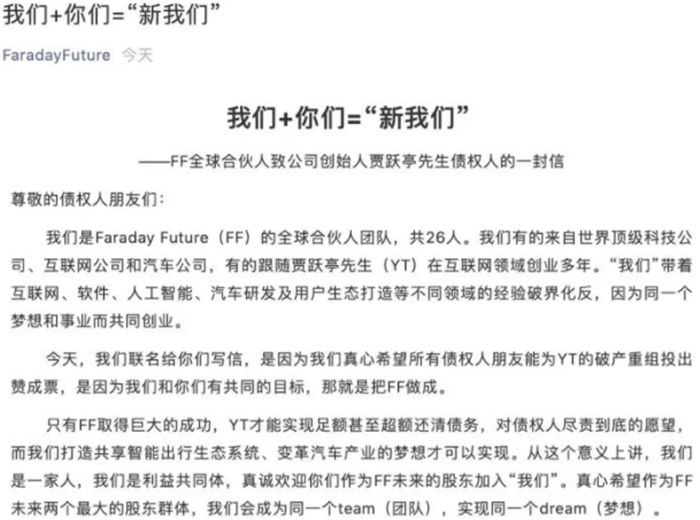 我们+你们=“新我们”
FaradayFuture 今天
我们+你们=“新我们”
——FF全球合伙人致公司创始人贾跃亭先生债权人的一封信
尊敬的债权人朋友们：
我们是Faraday Future（FF）的全球合伙人团队，共26人。我们有的来自世界顶级科技公
司、互联网公司和汽车公司，有的跟随贾跃亭先生（YT）在互联网领域创业多年。“我们”带着
互联网、软件、人工智能、汽车研发及用户生态打造等不同领域的经验破界化反，因为同一个
梦想和事业而共同创业。
今天，我们联名给你们写信，是因为我们真心希望所有债权人朋友能为YT的破产重组投出
赞成票，是因为我们和你们有共同的目标，那就是把FF做成。
只有FF取得巨大的成功，YT才能实现足额甚至超额还清债务，对债权人尽责到底的愿望，
而我们打造共享智能出行生态系统、变革汽车产业的梦想才可以实现。从这个意义上讲，我们
是一家人，我们是利益共同体，真诚欢迎你们作为FF未来的股东加入“我们”。真心希望作为FF
未来两个最大的股东群体，我们会成为同一个team（团队），实现同一个dream（梦想）。